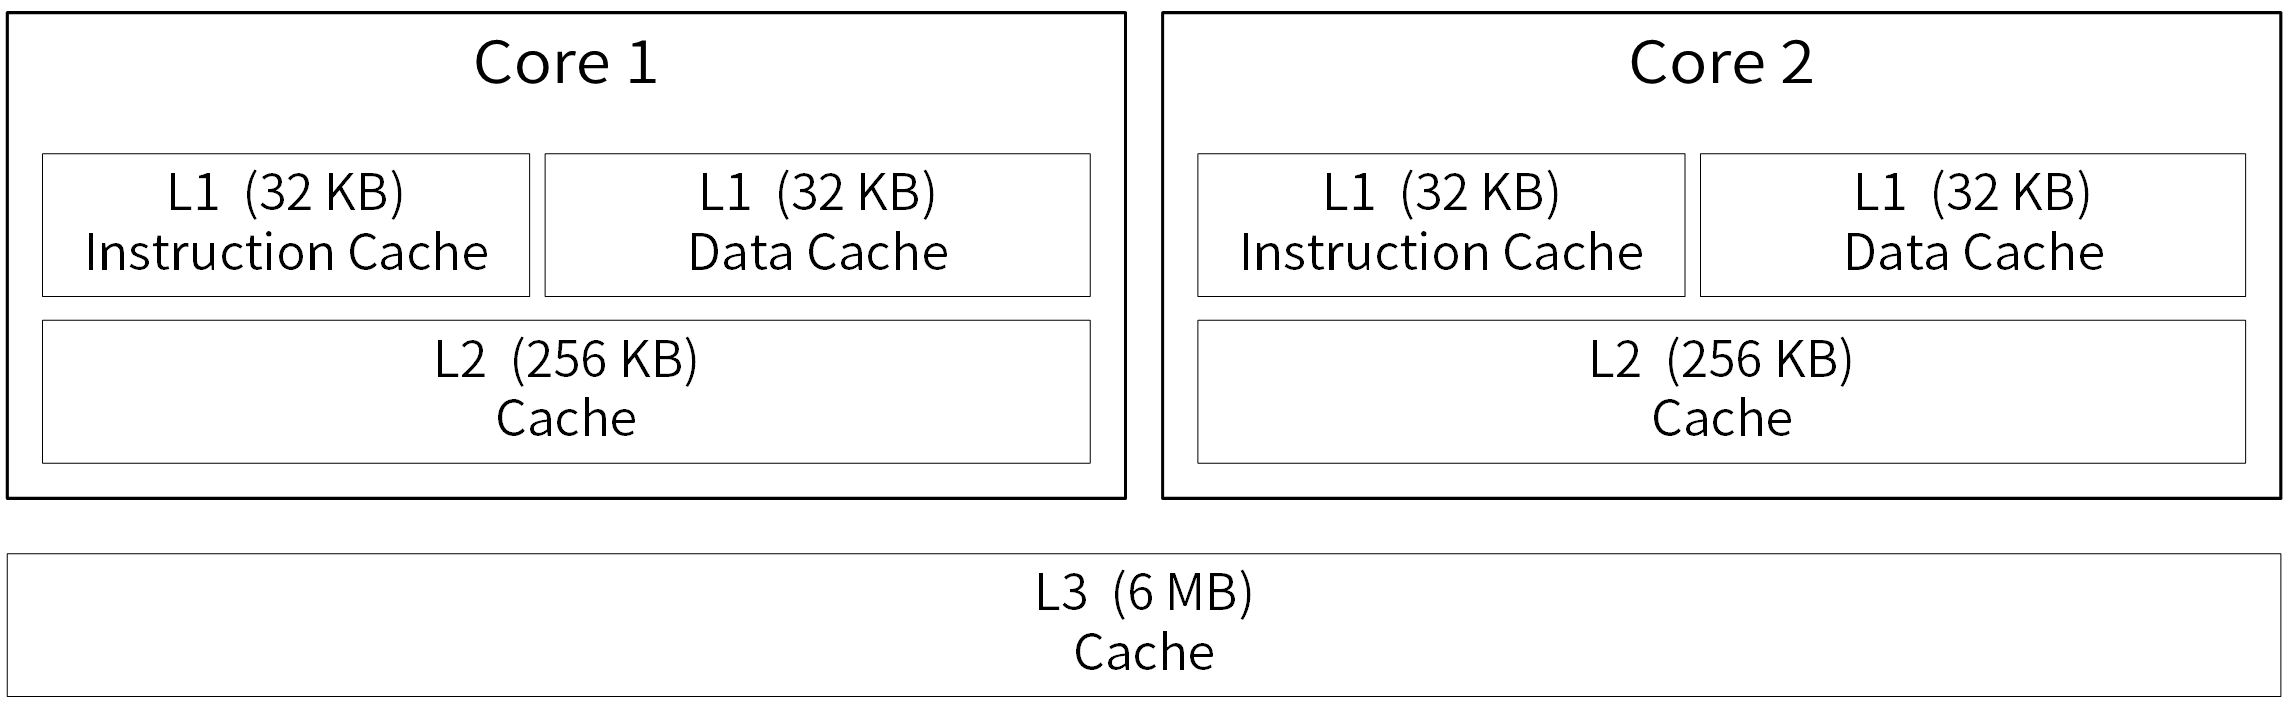 Core 1
L1 (32 KB)
Instruction Cache
L1 (32 KB)
Data Cache
L2 (256 KB)
Cache
Core 2
L1 (32 KB)
Instruction Cache
L1 (32 KB)
Data Cache
L2 (256 KB)
Cache
L3 (6 MB)
Cache